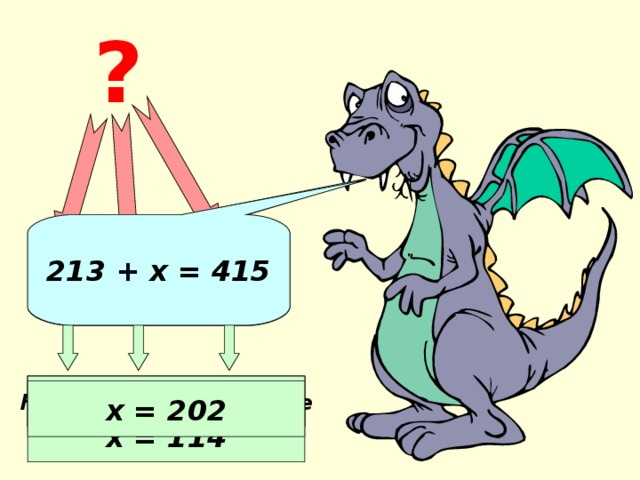 ?
213 + x = 415
x = 202
x = 114